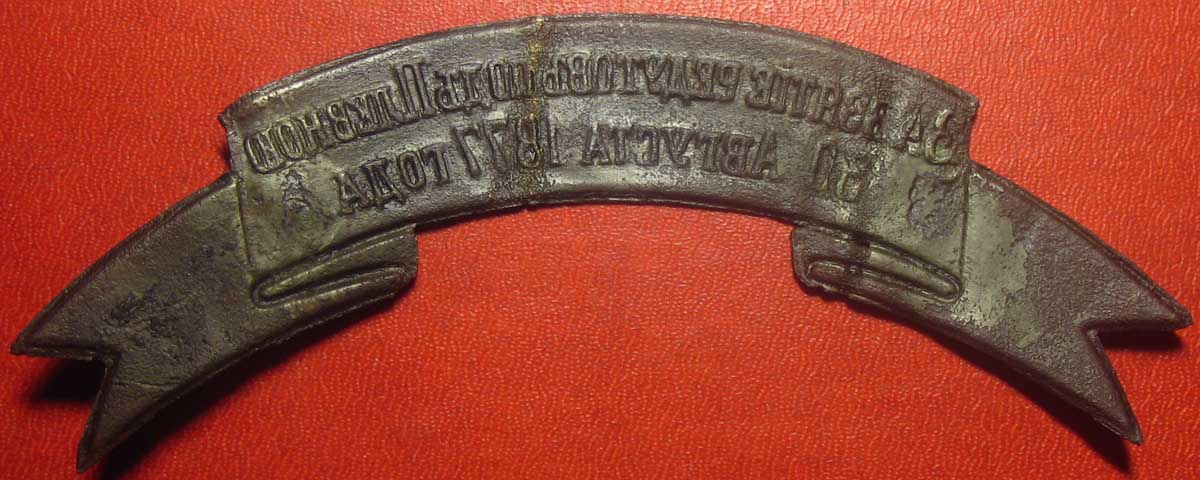 ЗА ВЗЯТІЕ РЕДУТОВЪ ПОДЪ ПЛЕВНОЮ
30 АВГУСТА 1877 ГОДА